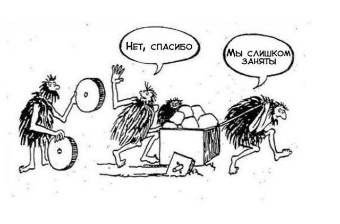 Нет, спасибо
Мы слишком
заняты